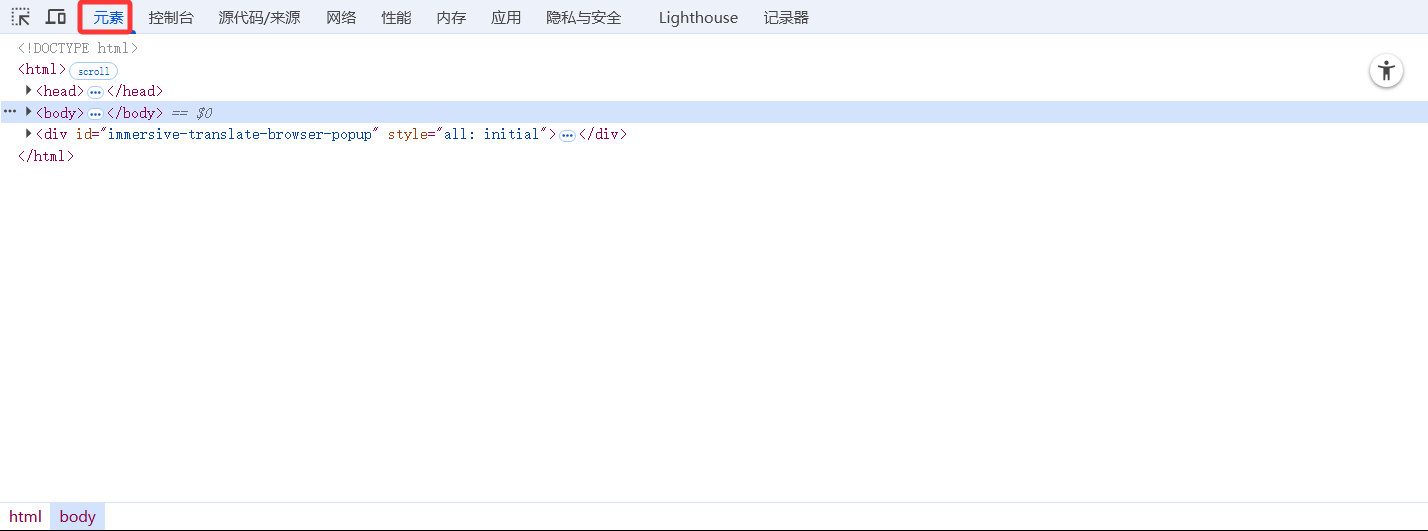 元素 控制台 源代码/来源 网络 性能 内存 应用 隐私与安全 Lighthouse 记录器
<!DOCTYPE html>
<html> scroll
<head> ••• </head>
••• <body> ••• </body> == $0
<div id="immersive-translate-browser-popup" style="all: initial"> ••• </div>
</html>
html body